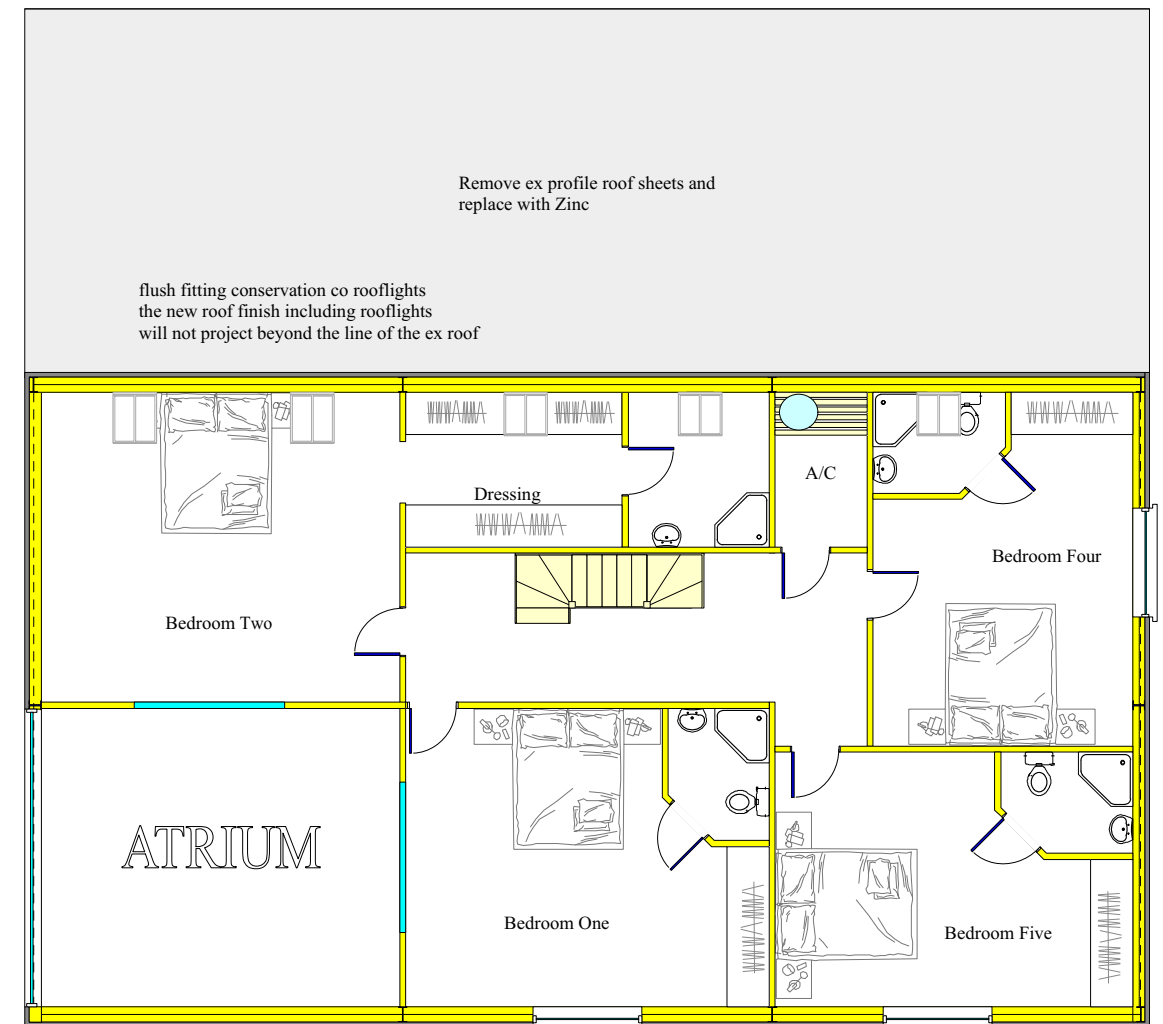 Remove ex profile roof sheets and
replace with Zinc
flush fitting conservation co rooflights
the new roof finish including rooflights
will not project beyond the line of the ex roof
A/C
Dressing
Bedroom Four
Bedroom Two
ATRIUM
Bedroom One
Bedroom Five